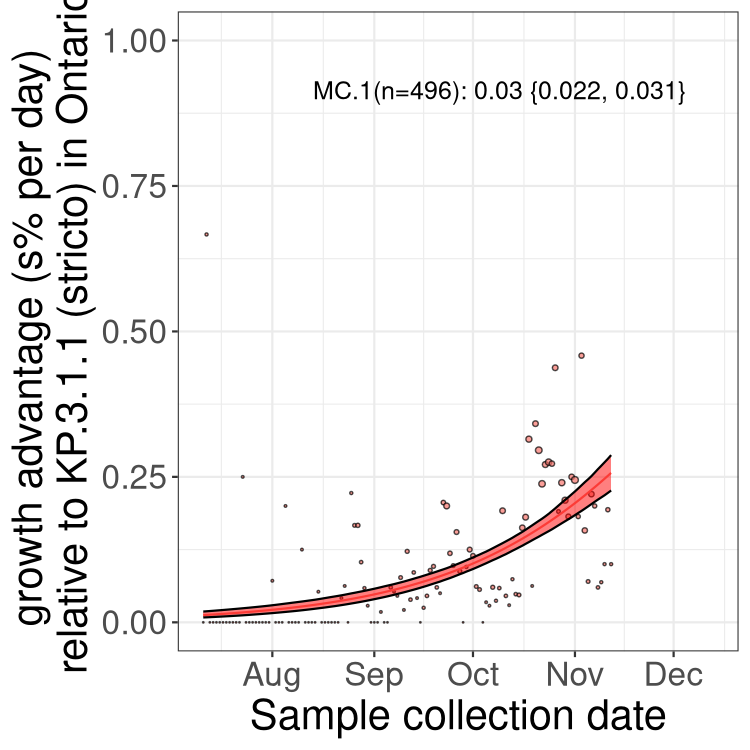 growth advantage (s% per day)
relative to KP.3.1.1 (stricto) in Ontario
1.00
0.75
0.50
0.25
0.00
MC.1(n=496): 0.03 {0.022, 0.031}
Aug Sep Oct Nov Dec
Sample collection date